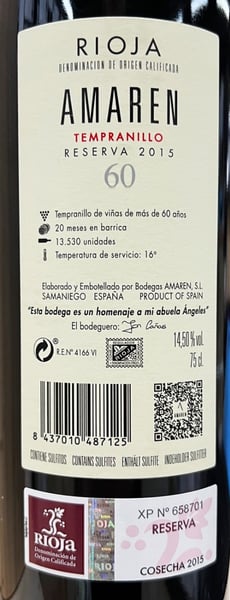 RIOJA
DENOMINACIÓN DE ORIGEN CALIFICADA
AMAREN
TEMPRANILLO
RESERVA 2015
60
Tempranillo de viñas de más de 60 años
20 meses en barrica
13.530 unidades
Temperatura de servicio: 16º
Elaborado y Embotellado por Bodegas AMAREN, S.L.
SAMANIEGO ESPAÑA PRODUCT OF SPAIN
"Esta bodega es un homenaje a mi abuela Ángeles"
El bodeguero:
R.E.Nº 4166 VI
RIOJA
14,50 % vol.
75 cl.
AMAREN
8 437010 487125
CONTIENE SULFITOS CONTAINS SULFITES ENTHÄLT SULFITE INDEHOLDER SULFITTER
RIOJA
Denominación de
Origen Calificada
XP Nº 658701
RESERVA
COSECHA 2015